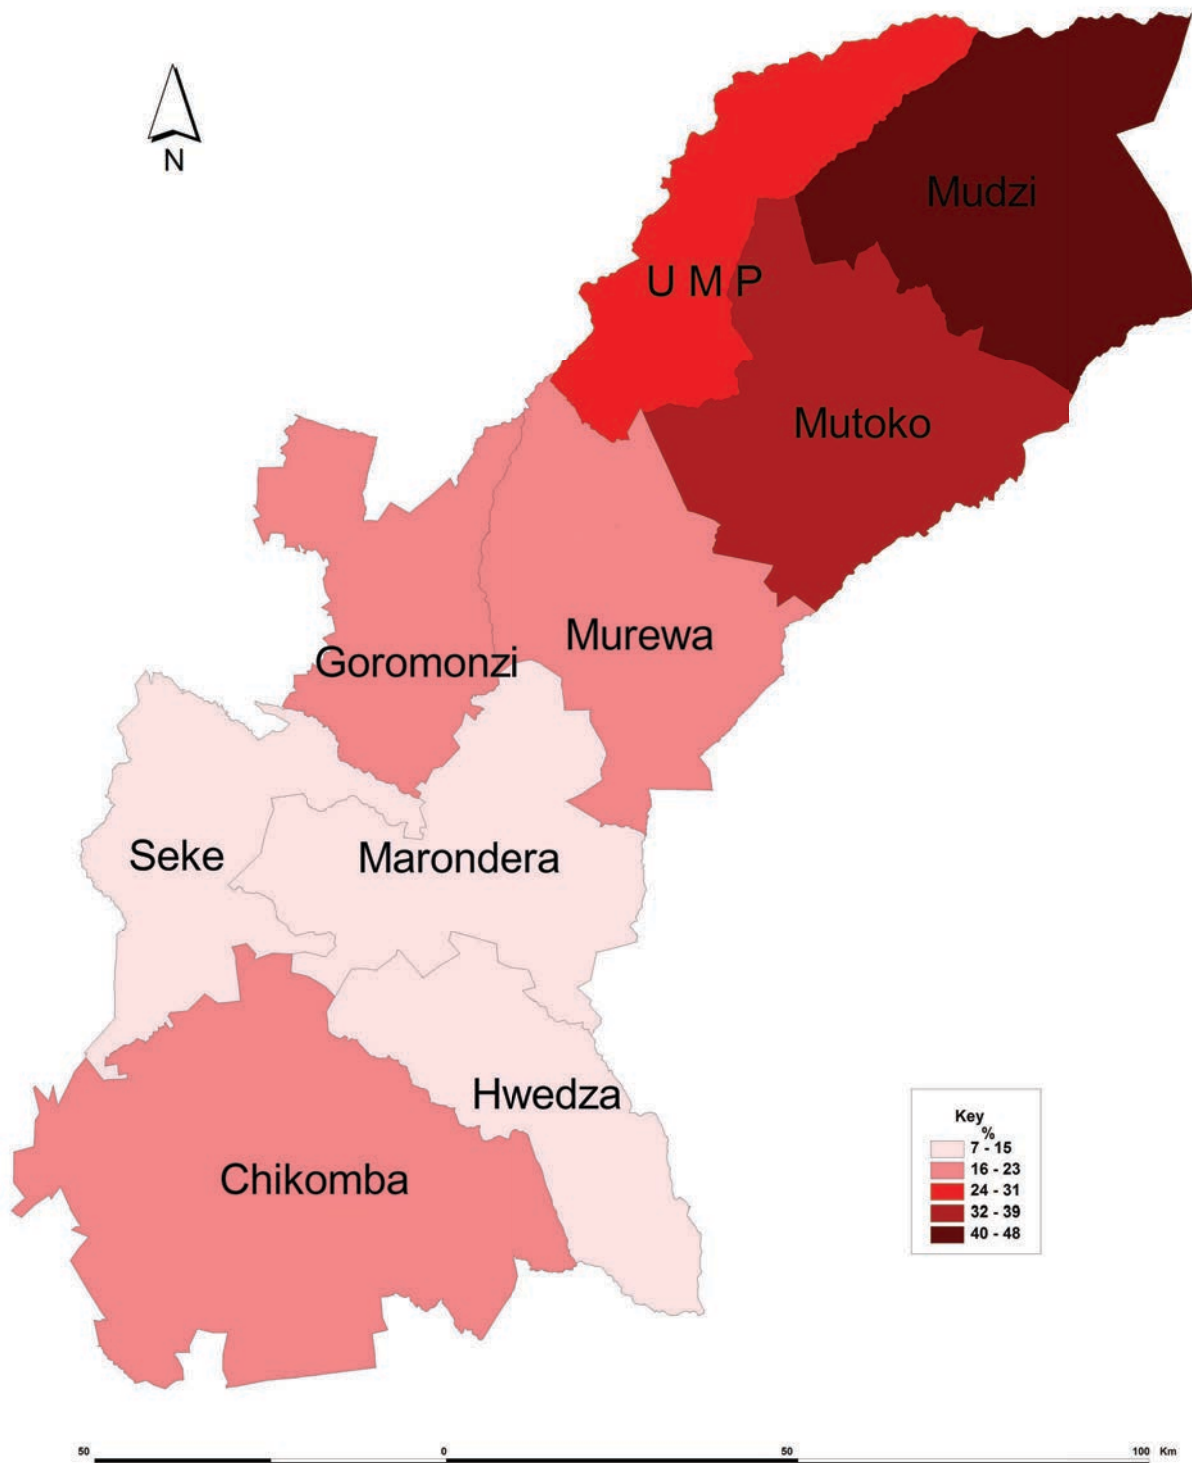 N
Mudzi
U M P
Mutoko
Murewa
Goromonzi
Seke
Marondera
Hwedza
Chikomba
Key
%
7 - 15
16 - 23
24 - 31
32 - 39
40 - 48
50 0 50 100 Km